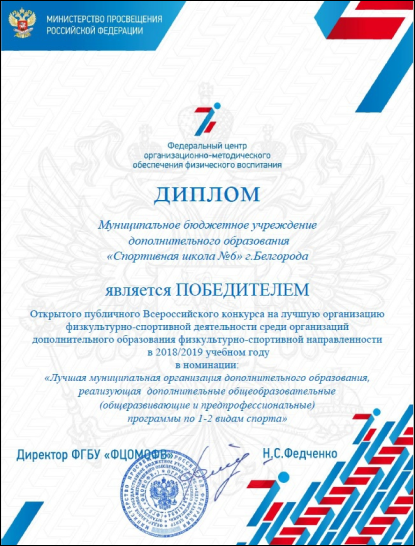 МИНИСТЕРСТВО ПРОСВЕЩЕНИЯ
РОССИЙСКОЙ ФЕДЕРАЦИИ
Федеральный центр
организационно-методического
обеспечения физического воспитания
ДИПЛОМ
Муниципальное бюджетное учреждение
дополнительного образования
«Спортивная школа №6» г.Белгорода
является ПОБЕДИТЕЛЕМ
Открытого публичного Всероссийского конкурса на лучшую организацию
физкультурно-спортивной деятельности среди организаций
дополнительного образования физкультурно-спортивной направленности
в 2018/2019 учебном году
в номинации:
«Лучшая муниципальная организация дополнительного образования,
реализующая дополнительные общеобразовательные
(общеразвивающие и предпрофессиональные)
программы по 1-2 видам спорта»
Директор ФГБУ «ФЦОМОФВ» Н.С.Федченко